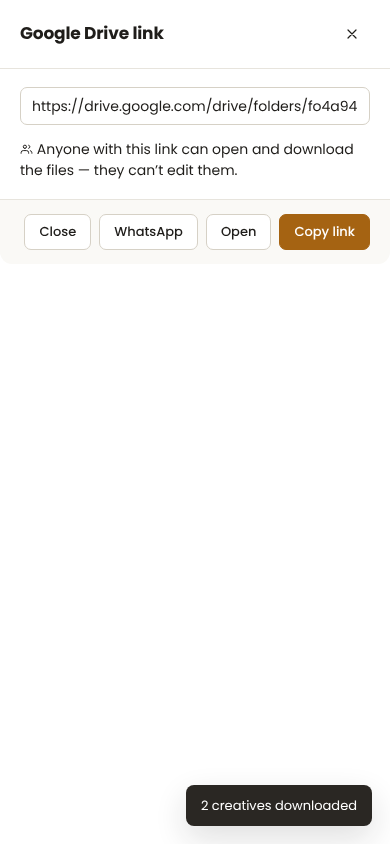 Google Drive link
https://drive.google.com/drive/folders/fo4a94
Anyone with this link can open and download
the files — they can’t edit them.
Close
WhatsApp
Open
Copy link
2 creatives downloaded